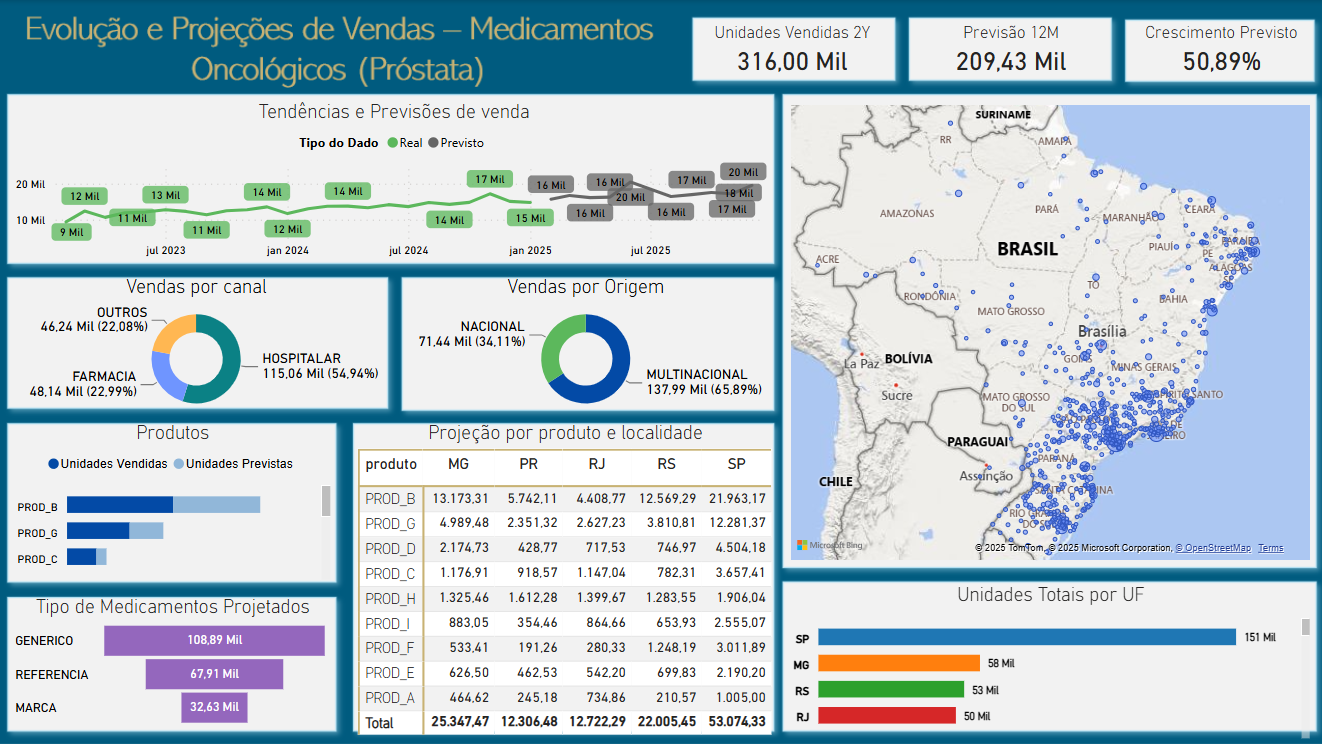 Evolução e Projeções de Vendas – Medicamentos
Oncológicos (Próstata)
Unidades Vendidas 2Y
316,00 Mil
Previsão 12M
209,43 Mil
Crescimento Previsto
50,89%
Tendências e Previsões de venda
Tipo do Dado Real Previsto
20 Mil
10 Mil
9 Mil
12 Mil
11 Mil
13 Mil
11 Mil
14 Mil
12 Mil
14 Mil
14 Mil
17 Mil
15 Mil
16 Mil
16 Mil
16 Mil
20 Mil
16 Mil
17 Mil
17 Mil
18 Mil
20 Mil
jul 2023 jan 2024 jul 2024 jan 2025 jul 2025
Vendas por canal
OUTROS
46,24 Mil (22,08%)
FARMACIA
48,14 Mil (22,99%)
HOSPITALAR
115,06 Mil (54,94%)
Vendas por Origem
NACIONAL
71,44 Mil (34,11%)
MULTINACIONAL
137,99 Mil (65,89%)
Produtos
Unidades Vendidas Unidades Previstas
PROD_B
PROD_G
PROD_C
Tipo de Medicamentos Projetados
GENERICO 108,89 Mil
REFERENCIA 67,91 Mil
MARCA 32,63 Mil
Projeção por produto e localidade
produto MG PR RJ RS SP
PROD_B 13.173,31 5.742,11 4.408,77 12.569,29 21.963,17
PROD_G 4.989,48 2.351,32 2.627,23 3.810,81 12.281,37
PROD_D 2.174,73 428,77 717,53 746,97 4.504,18
PROD_C 1.176,91 918,57 1.147,04 782,31 3.657,41
PROD_H 1.325,46 1.612,28 1.399,67 1.283,55 1.906,04
PROD_I 883,05 354,46 864,66 653,93 2.555,07
PROD_F 533,41 191,26 280,33 1.248,19 3.011,89
PROD_E 626,50 462,53 542,20 699,83 2.190,20
PROD_A 464,62 245,18 734,86 210,57 1.005,00
Total 25.347,47 12.306,48 12.722,29 22.005,45 53.074,33
SURINAME
RR
AMAPÁ
AMAZONAS
PARÁ
MARANHÃO
CEARÁ
BRASIL
PIAUÍ
PE
ACRE
TO
RONDÔNIA
BAHIA
MATO GROSSO
Brasília
BOLÍVIA
La Paz
GOIÁS
MINAS GERAIS
Sucre
MATO GROSSO
DO SUL
ESPÍRITO SANTO
PARAGUAI
PARANÁ
Assunção
CHILE
SANTA CATARINA
Microsoft Bing
© 2025 TomTom, © 2025 Microsoft Corporation, © OpenStreetMap Terms
Unidades Totais por UF
SP 151 Mil
MG 58 Mil
RS 53 Mil
RJ 50 Mil